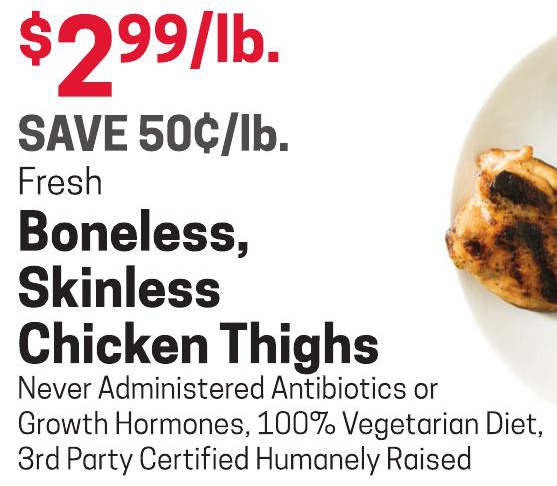 $2.99/lb.
SAVE 50¢/lb.
Fresh
Boneless,
Skinless
Chicken Thighs
Never Administered Antibiotics or
Growth Hormones, 100% Vegetarian Diet,
3rd Party Certified Humanely Raised